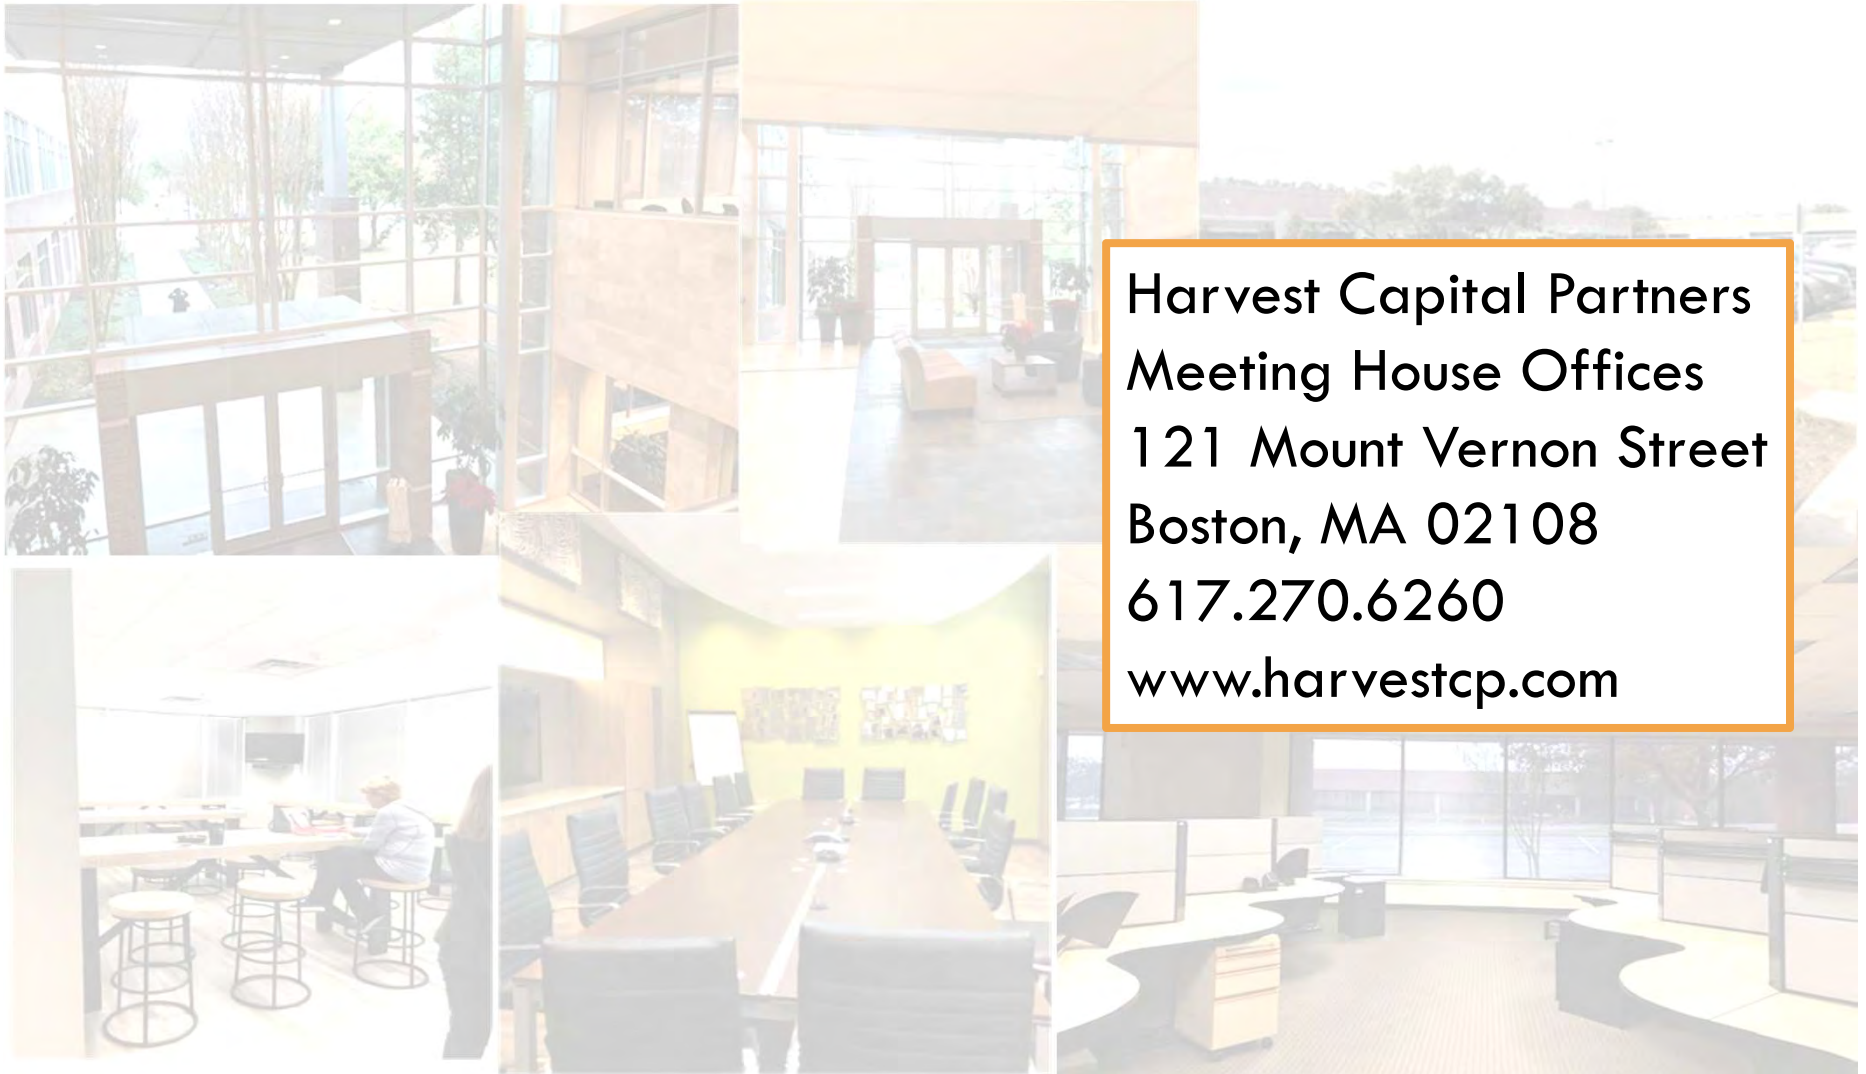 Harvest Capital Partners
Meeting House Offices
121 Mount Vernon Street
Boston, MA 02108
617.270.6260
www.harvestcp.com